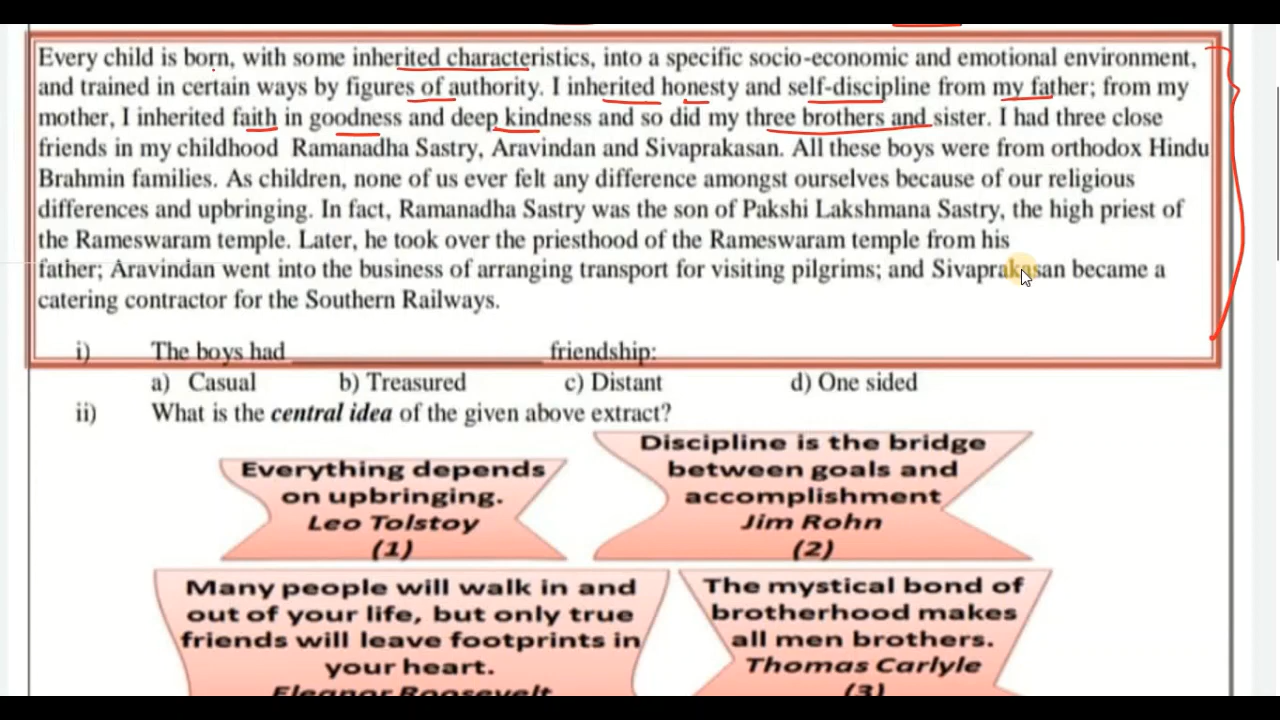 Every child is born, with some inherited characteristics, into a specific socio-economic and emotional environment,
and trained in certain ways by figures of authority. I inherited honesty and self-discipline from my father; from my
mother, I inherited faith in goodness and deep kindness and so did my three brothers and sister. I had three close
friends in my childhood Ramanadha Sastry, Aravindan and Sivaprakasan. All these boys were from orthodox Hindu
Brahmin families. As children, none of us ever felt any difference amongst ourselves because of our religious
differences and upbringing. In fact, Ramanadha Sastry was the son of Pakshi Lakshmana Sastry, the high priest of
the Rameswaram temple. Later, he took over the priesthood of the Rameswaram temple from his
father; Aravindan went into the business of arranging transport for visiting pilgrims; and Sivaprakasan became a
catering contractor for the Southern Railways.
i) The boys had ____________________ friendship:
a) Casual b) Treasured c) Distant d) One sided
ii) What is the central idea of the given above extract?
Everything depends
on upbringing.
Leo Tolstoy
(1)
Discipline is the bridge
between goals and
accomplishment
Jim Rohn
(2)
Many people will walk in and
out of your life, but only true
friends will leave footprints in
your heart.
Eleanor Roosevelt
The mystical bond of
brotherhood makes
all men brothers.
Thomas Carlyle
(3)